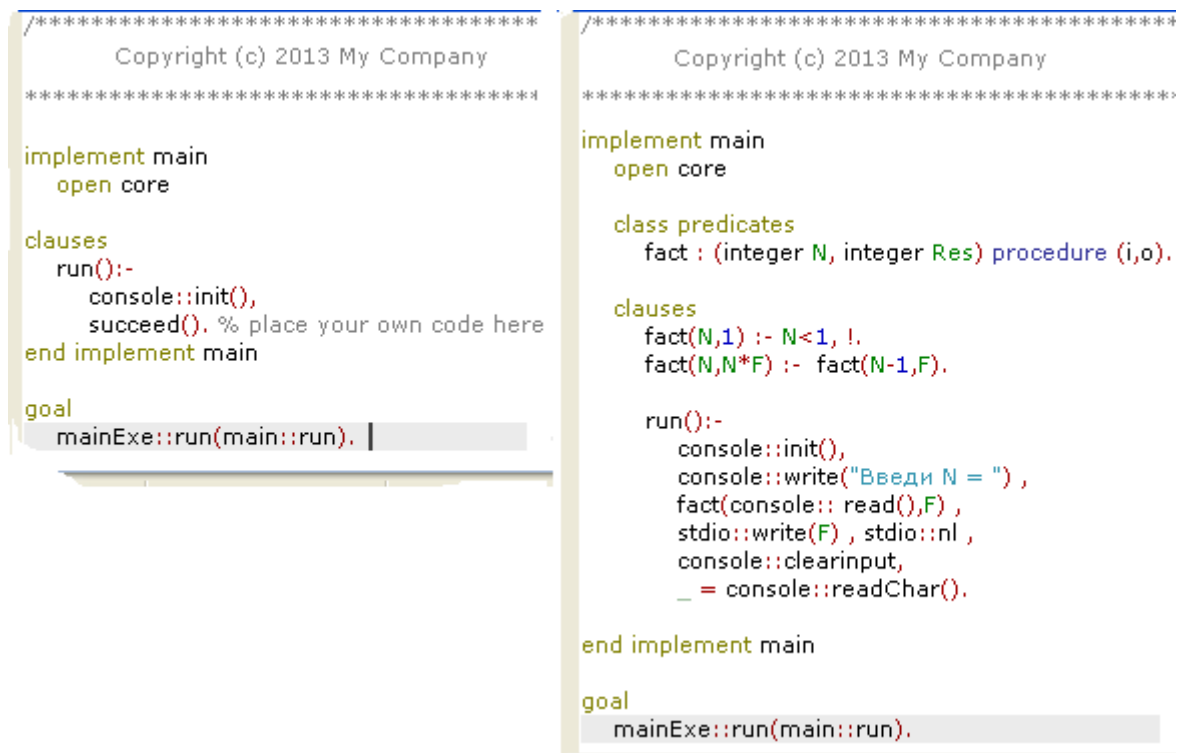 /************************************
Copyright (c) 2013 My Company
*************************************
implement main
open core
clauses
run():-
console::init(),
succeed(). % place your own code here
end implement main
goal
mainExe::run(main::run).
/******************************************
Copyright (c) 2013 My Company
*******************************************
implement main
open core
class predicates
fact : (integer N, integer Res) procedure (i,o).
clauses
fact(N,1) :- N<1, !.
fact(N,N*F) :- fact(N-1,F).
run():-
console::init(),
console::write("Введи N = ") ,
fact(console:: read(),F) ,
stdio::write(F) , stdio::nl ,
console::clearinput,
_ = console::readChar().
end implement main
goal
mainExe::run(main::run).